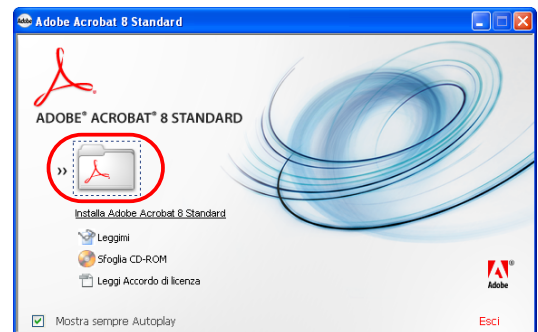 Adobe Adobe Acrobat 8 Standard
ADOBE® ACROBAT® 8 STANDARD
››
Installa Adobe Acrobat 8 Standard
Leggimi
Sfoglia CD-ROM
Leggi Accordo di licenza
Adobe®
Mostra sempre Autoplay
Esci